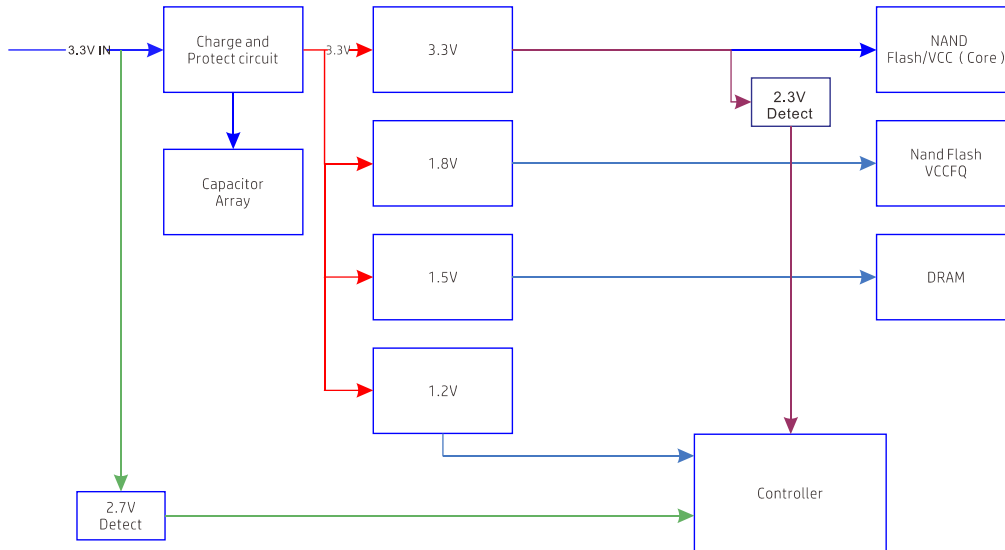 3.3V IN
Charge and
Protect circuit
3.3V
3.3V
NAND
Flash/VCC ( Core )
2.3V
Detect
Capacitor
Array
1.8V
Nand Flash
VCCFQ
1.5V
DRAM
1.2V
Controller
2.7V
Detect